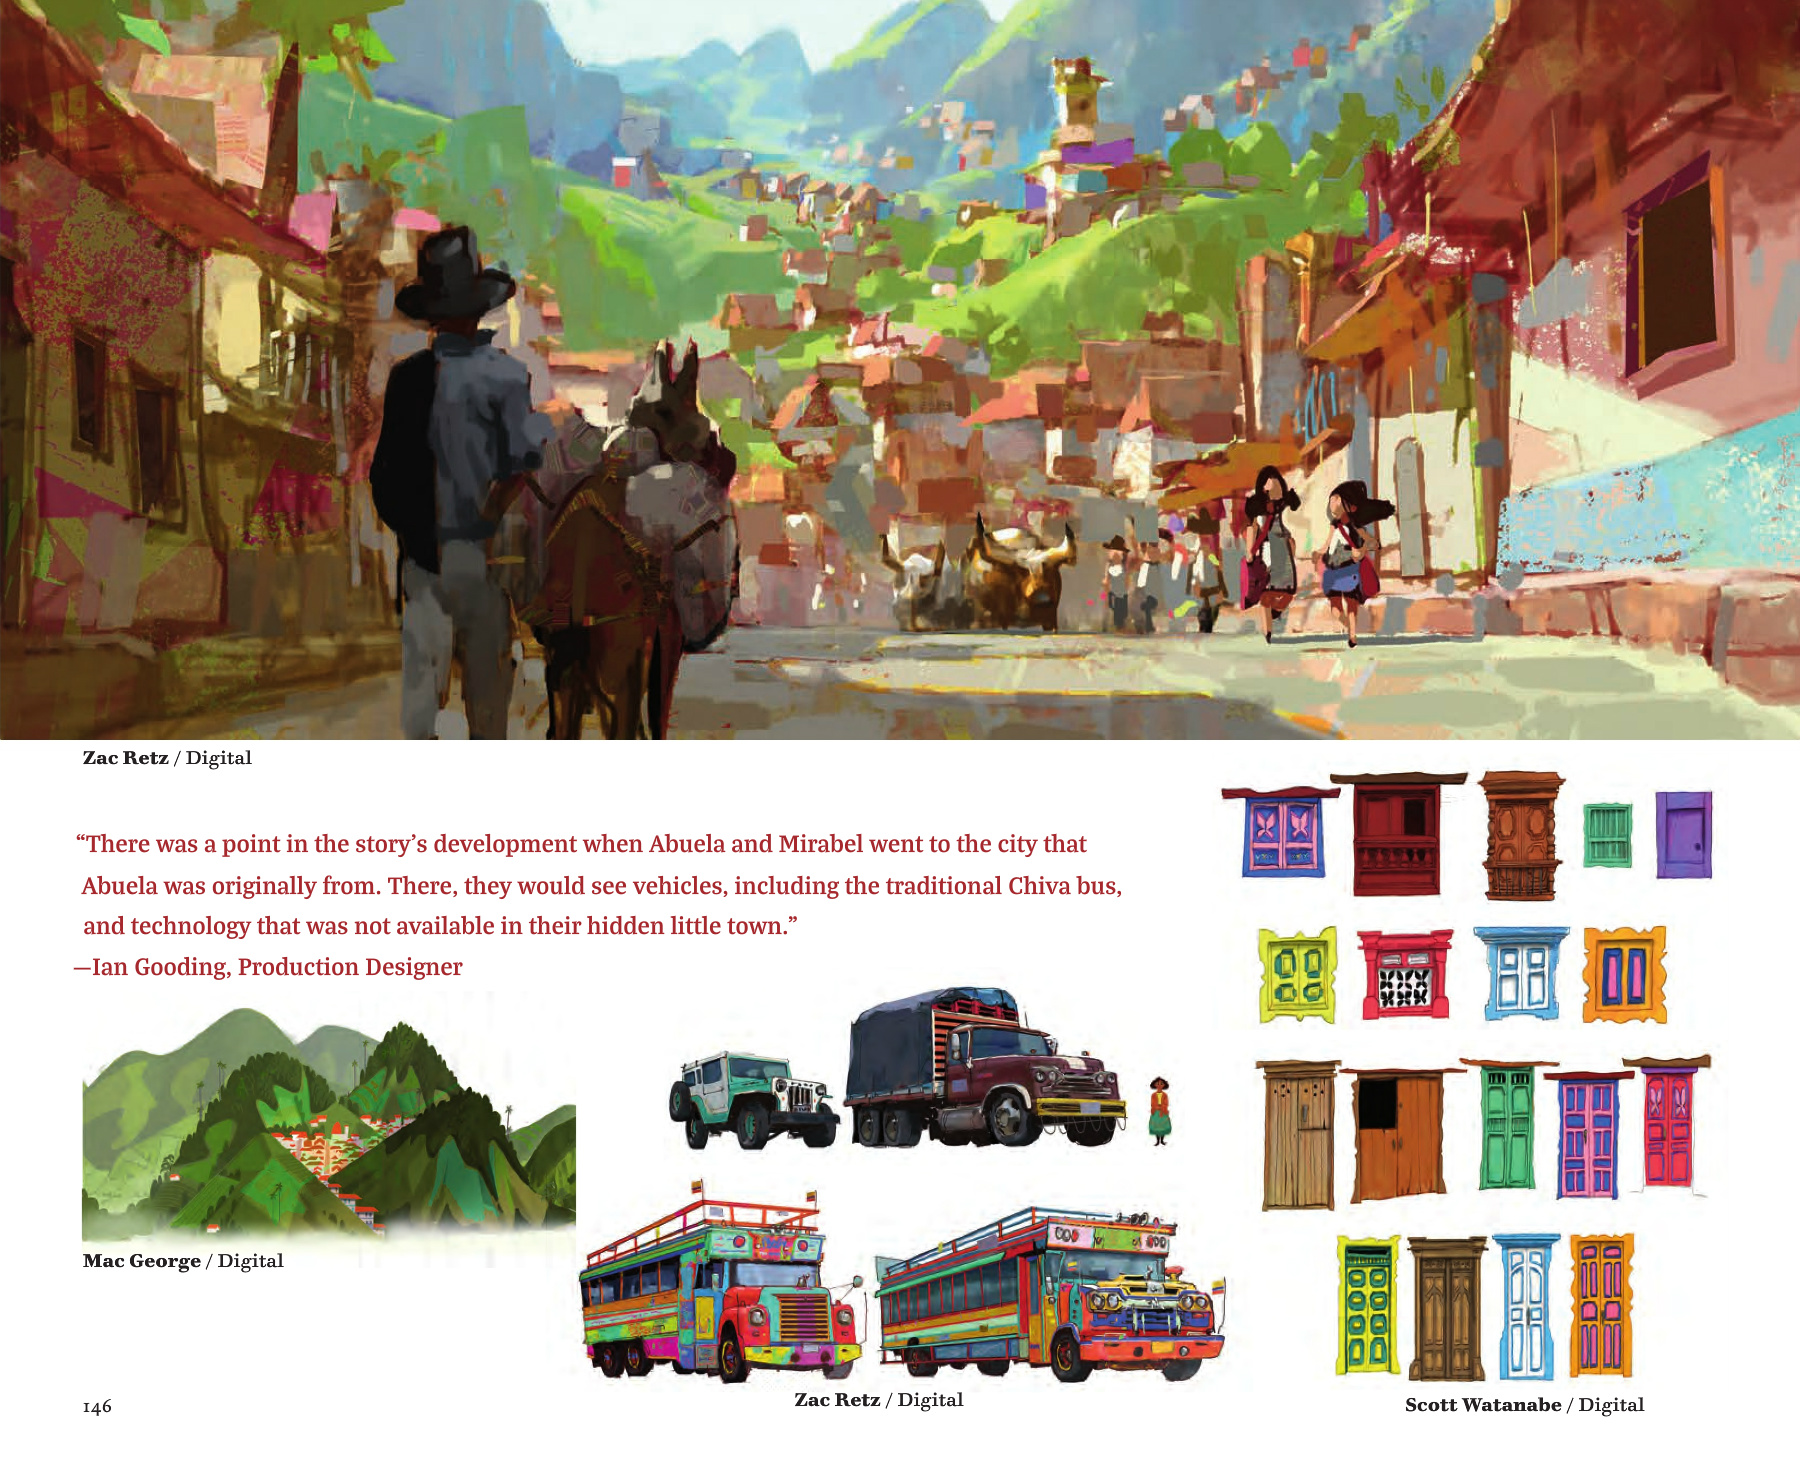 Zac Retz / Digital
“There was a point in the story’s development when Abuela and Mirabel went to the city that
Abuela was originally from. There, they would see vehicles, including the traditional Chiva bus,
and technology that was not available in their hidden little town.”
—Ian Gooding, Production Designer
Mac George / Digital
Zac Retz / Digital
Scott Watanabe / Digital
146